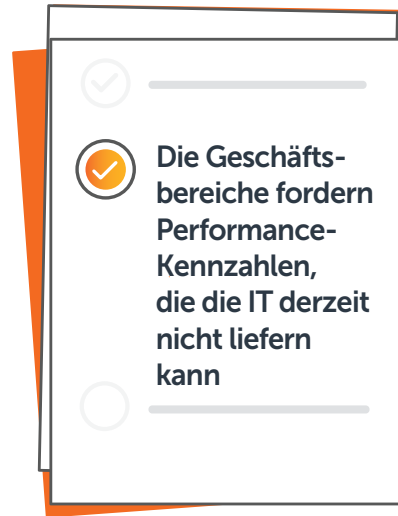 Die Geschäfts-
bereiche fordern
Performance-
Kennzahlen,
die die IT derzeit
nicht liefern
kann